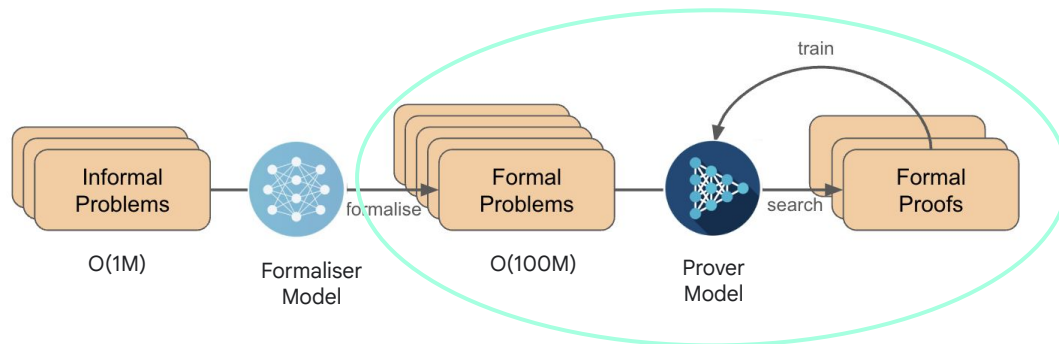 train
Informal
Problems
formalise
Formal
Problems
search
Formal
Proofs
O(1M)
Formaliser
Model
O(100M)
Prover
Model